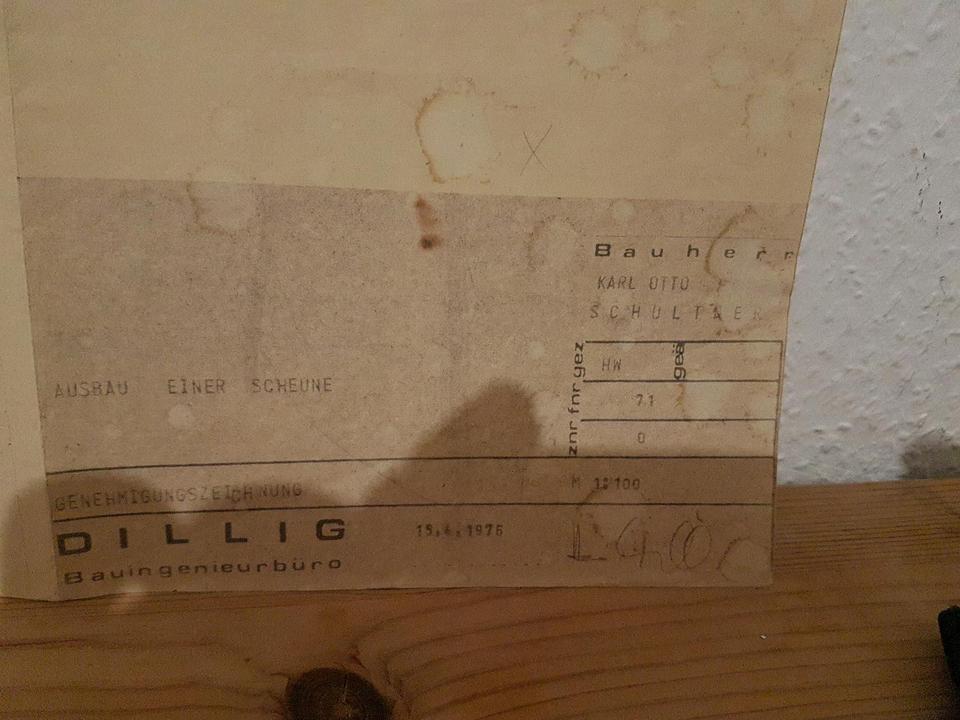 Bauherr
KARL OTTO
SCHULTNER
gez HW geä
fnr 71
znr 0
AUSBAU EINER SCHEUNE
GENEHMIGUNGSZEICHNUNG M 1:100
DILLIG 15.4.1976
Bauingenieurbüro